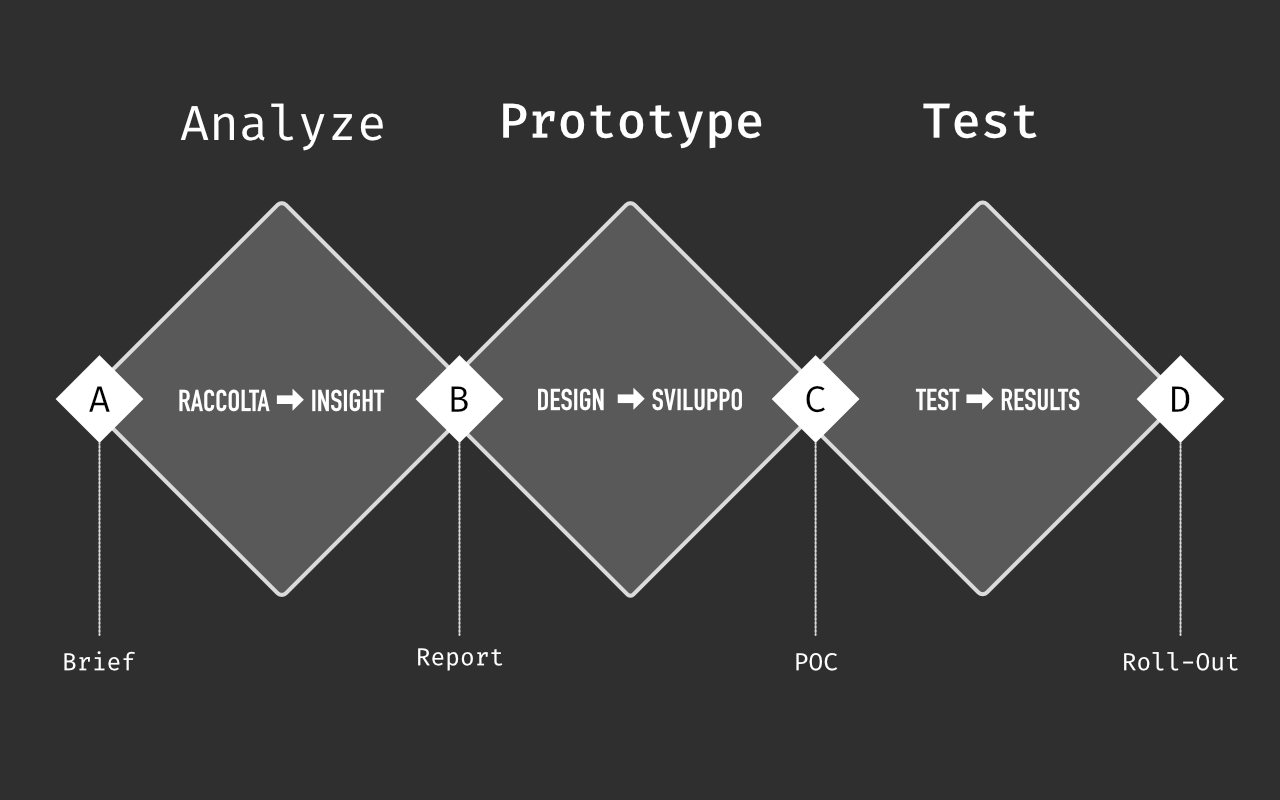 Analyze Prototype Test
A RACCOLTA ➡ INSIGHT B DESIGN ➡ SVILUPPO C TEST ➡ RESULTS D
Brief Report POC Roll-Out